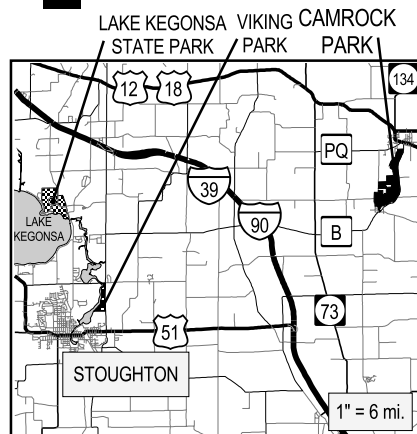 LAKE KEGONSA
STATE PARK
VIKING
PARK
CAMROCK
PARK
12
18
134
PQ
39
90
B
LAKE
KEGONSA
73
51
STOUGHTON
1" = 6 mi.